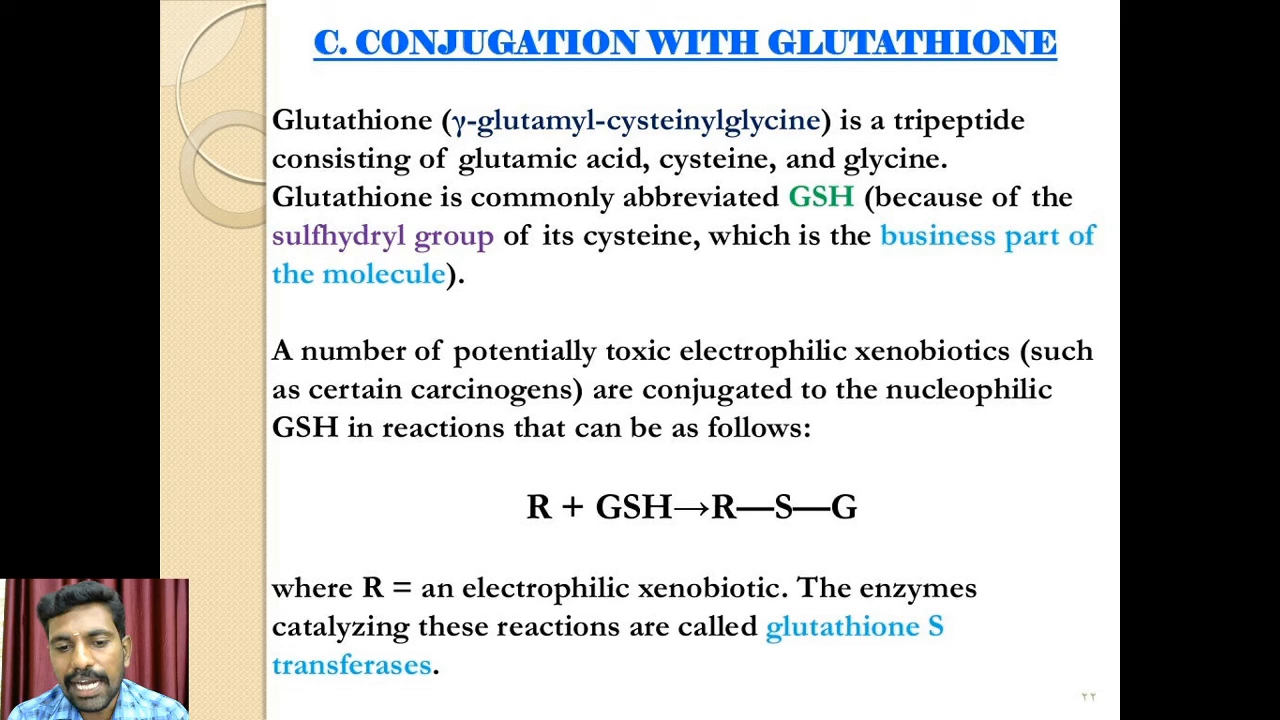 C. CONJUGATION WITH GLUTATHIONE
Glutathione (γ-glutamyl-cysteinylglycine) is a tripeptide
consisting of glutamic acid, cysteine, and glycine.
Glutathione is commonly abbreviated GSH (because of the
sulfhydryl group of its cysteine, which is the business part of
the molecule).
A number of potentially toxic electrophilic xenobiotics (such
as certain carcinogens) are conjugated to the nucleophilic
GSH in reactions that can be as follows:
R + GSH→R—S—G
where R = an electrophilic xenobiotic. The enzymes
catalyzing these reactions are called glutathione S
transferases.
٢٢